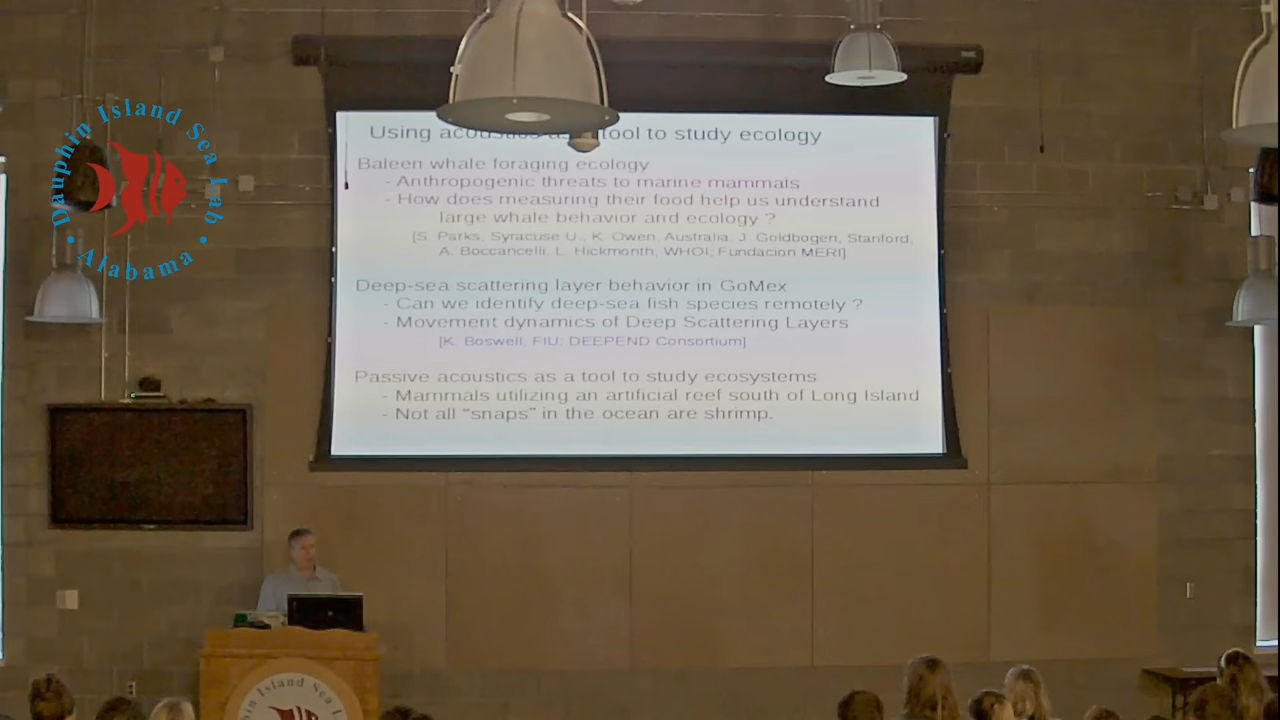 Dauphin Island Sea Lab
Alabama
Using acoustics as a tool to study ecology
Baleen whale foraging ecology
- Anthropogenic threats to marine mammals
- How does measuring their food help us understand
large whale behavior and ecology ?
[S. Parks, Syracuse U., K. Owen, Australia, J. Goldbogen, Stanford,
A. Boccancelli, L. Hickmonth, WHOI; Fundacion MERI]
Deep-sea scattering layer behavior in GoMex
- Can we identify deep-sea fish species remotely ?
- Movement dynamics of Deep Scattering Layers
[K. Boswell, FIU; DEEPEND Consortium]
Passive acoustics as a tool to study ecosystems
- Mammals utilizing an artificial reef south of Long Island
- Not all “snaps” in the ocean are shrimp.
Island Sea